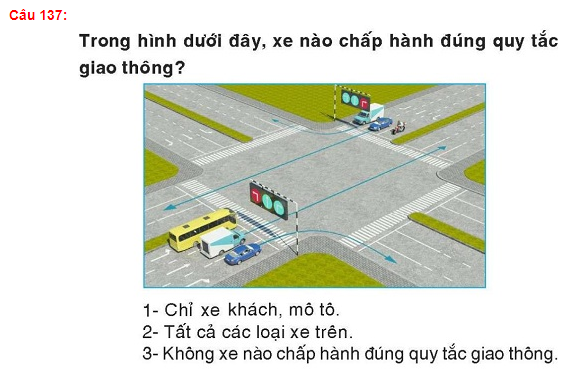 Câu 137:
Trong hình dưới đây, xe nào chấp hành đúng quy tắc
giao thông?
1- Chỉ xe khách, mô tô.
2- Tất cả các loại xe trên.
3- Không xe nào chấp hành đúng quy tắc giao thông.